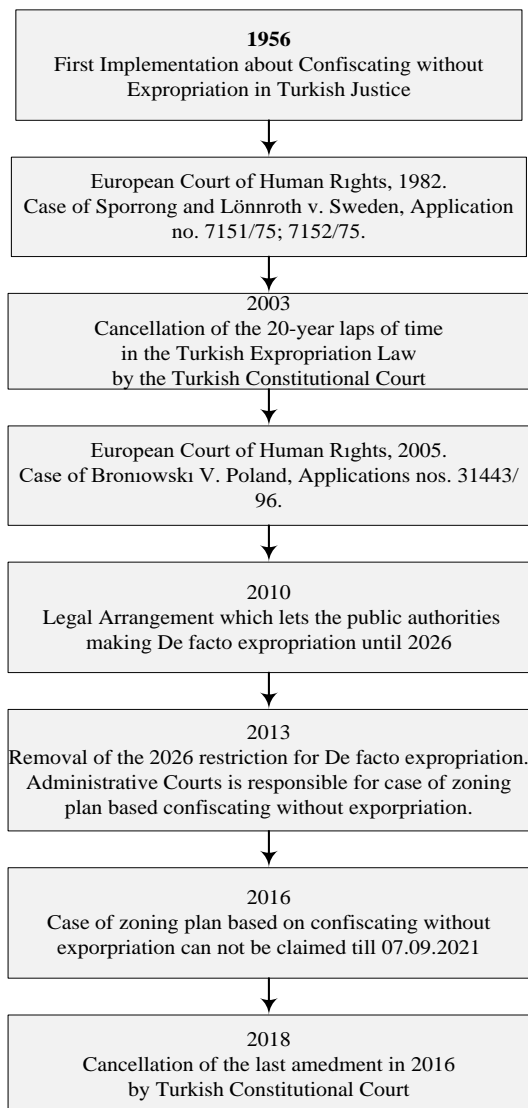 1956
First Implementation about Confiscating without
Expropriation in Turkish Justice
European Court of Human Rıghts, 1982.
Case of Sporrong and Lönnroth v. Sweden, Application
no. 7151/75; 7152/75.
2003
Cancellation of the 20-year laps of time
in the Turkish Expropriation Law
by the Turkish Constitutional Court
European Court of Human Rıghts, 2005.
Case of Bronıowskı V. Poland, Applications nos. 31443/
96.
2010
Legal Arrangement which lets the public authorities
making De facto expropriation until 2026
2013
Removal of the 2026 restriction for De facto expropriation.
Administrative Courts is responsible for case of zoning
plan based confiscating without exporpriation.
2016
Case of zoning plan based on confiscating without
exporpriation can not be claimed till 07.09.2021
2018
Cancellation of the last amedment in 2016
by Turkish Constitutional Court